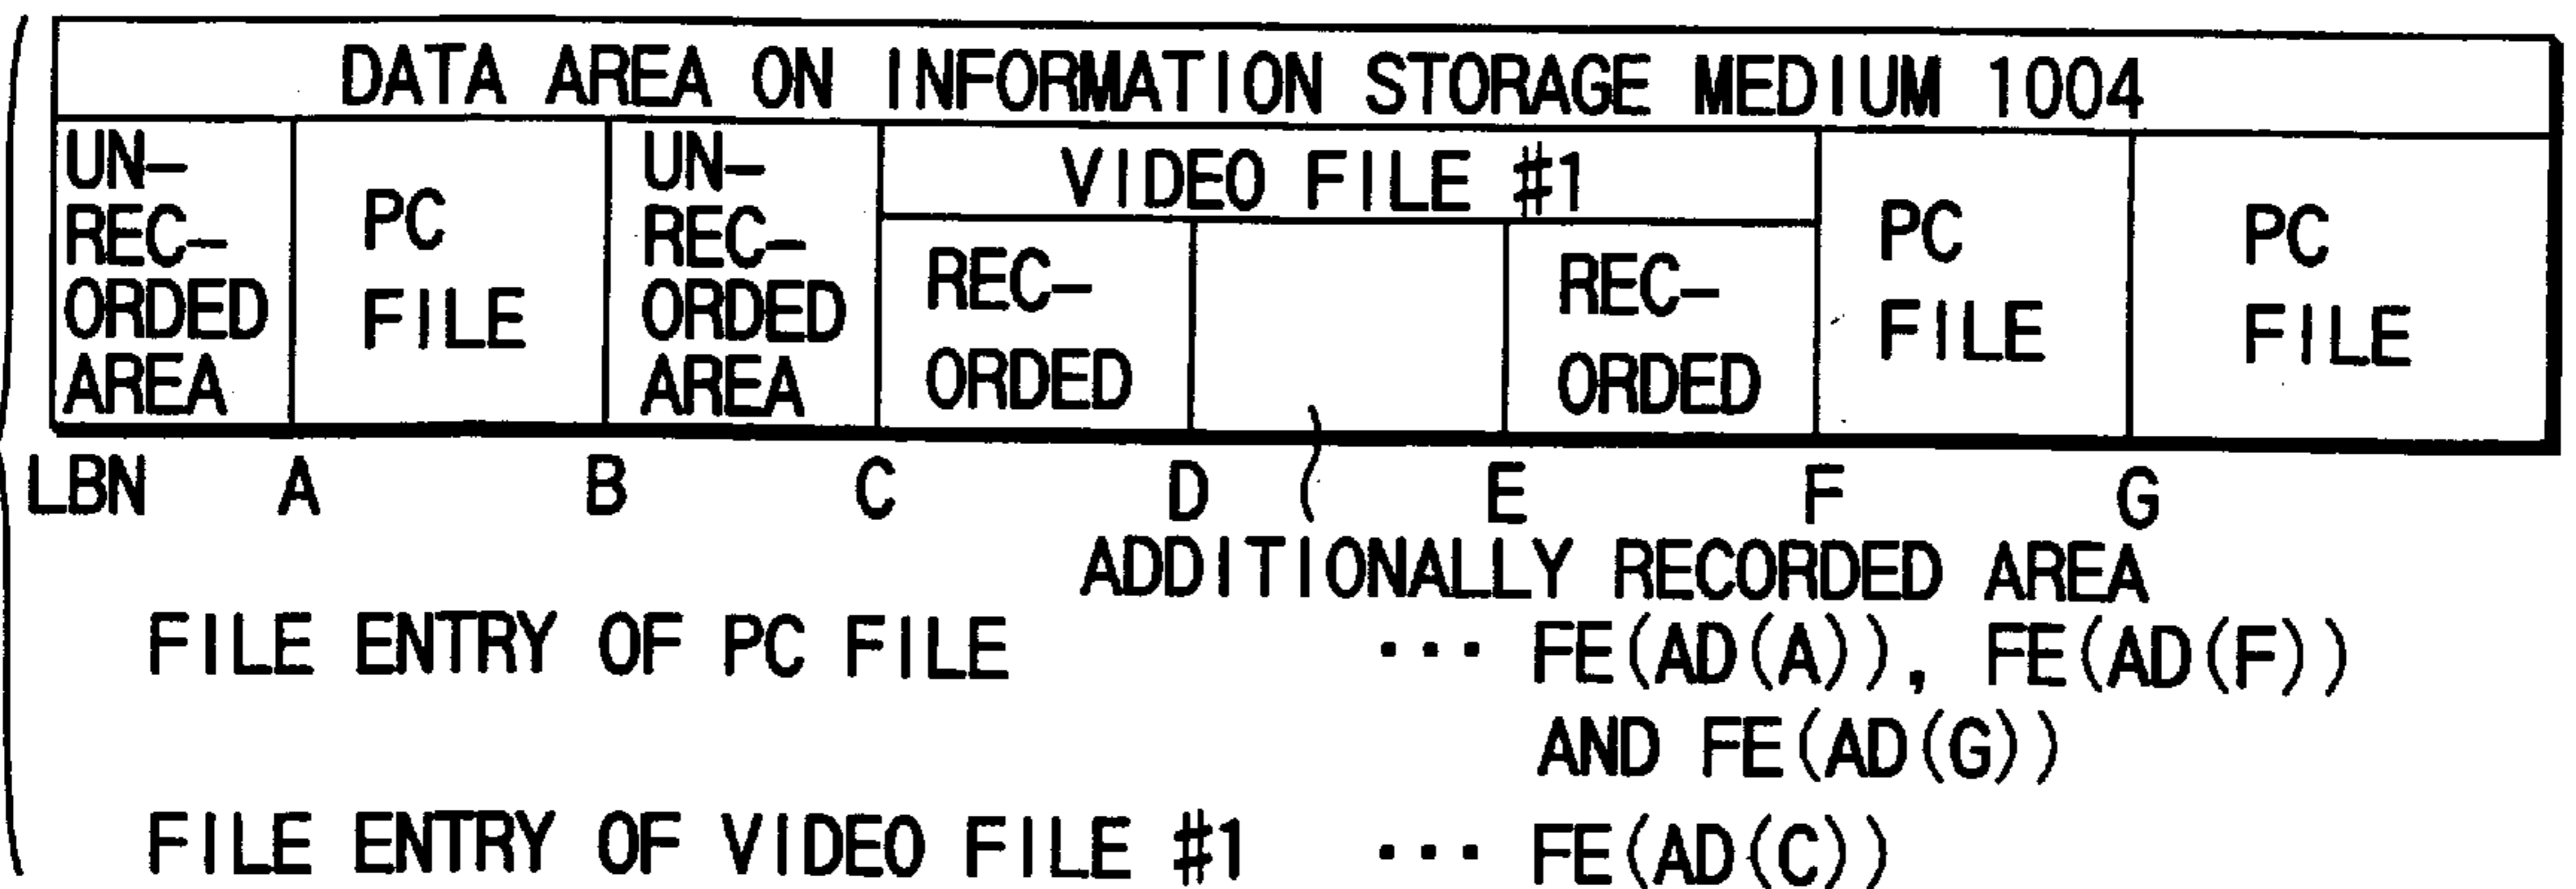 DATA AREA ON INFORMATION STORAGE MEDIUM 1004
UN-
REC-
ORDED
AREA
PC
FILE
UN-
REC-
ORDED
AREA
VIDEO FILE #1
REC-
ORDED
REC-
ORDED
PC
FILE
PC
FILE
LBN A B C D E F G
ADDITIONALLY RECORDED AREA
FILE ENTRY OF PC FILE ··· FE(AD(A)), FE(AD(F))
AND FE(AD(G))
FILE ENTRY OF VIDEO FILE #1 ··· FE(AD(C))